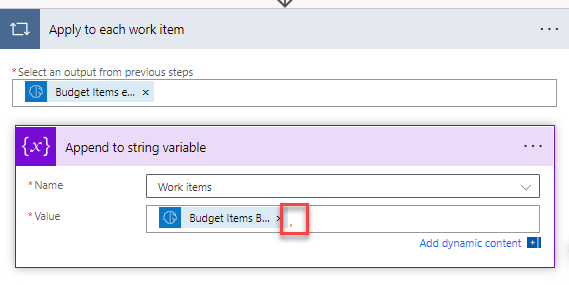 Apply to each work item
* Select an output from previous steps
Budget Items e... ×
{x} Append to string variable
* Name Work items
* Value Budget Items B... × ,
Add dynamic content